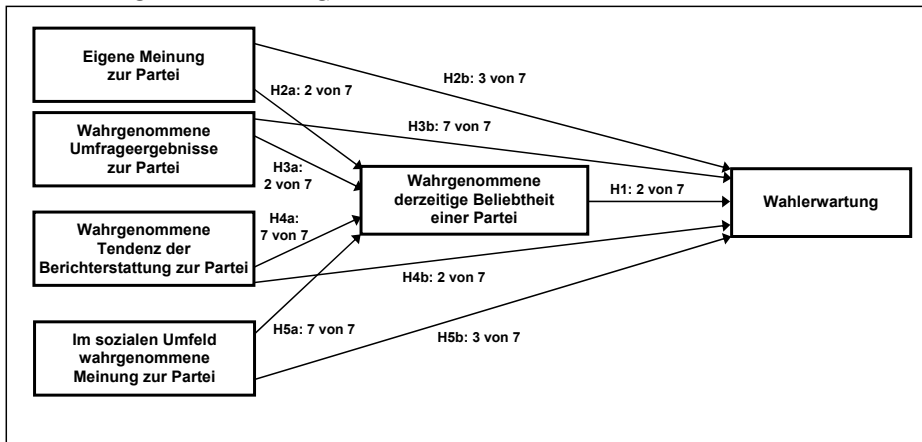 Eigene Meinung
zur Partei
H2b: 3 von 7
H2a: 2 von 7
Wahrgenommene
Umfrageergebnisse
zur Partei
H3b: 7 von 7
H3a:
2 von 7
Wahrgenommene
derzeitige Beliebtheit
einer Partei
H1: 2 von 7
Wahlerwartung
Wahrgenommene
Tendenz der
Berichterstattung zur Partei
H4a:
7 von 7
H4b: 2 von 7
Im sozialen Umfeld
wahrgenommene
Meinung zur Partei
H5a: 7 von 7
H5b: 3 von 7